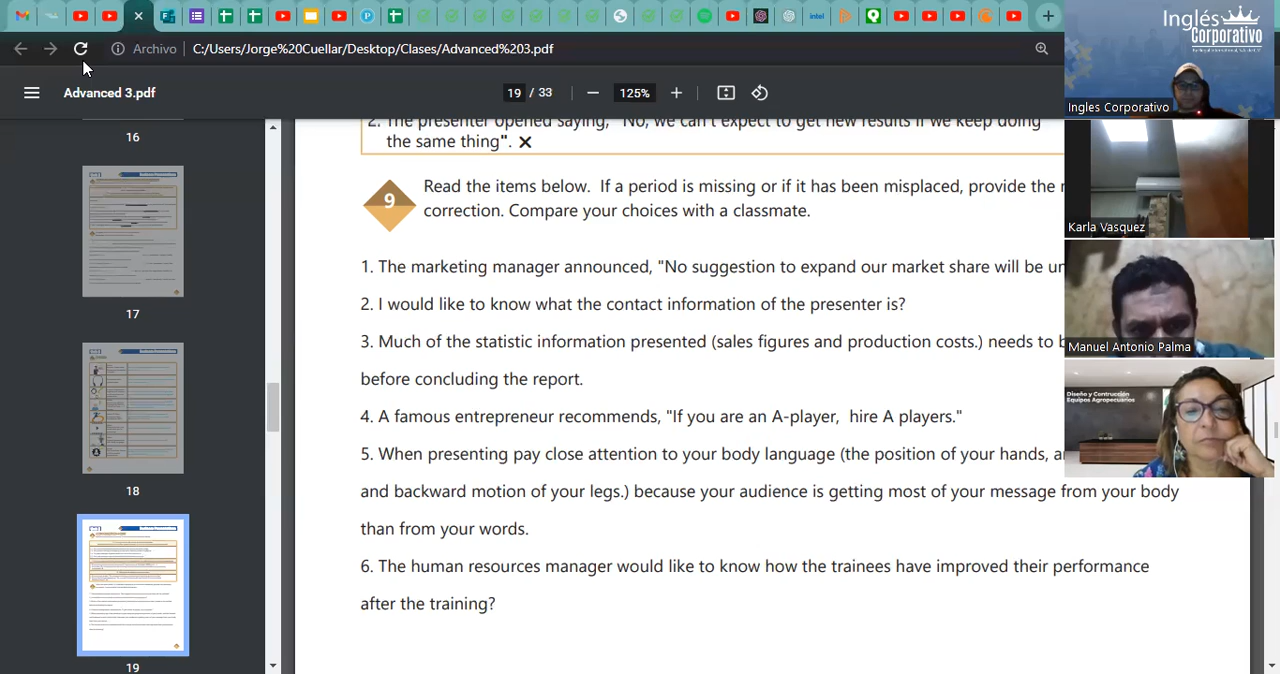 Archivo
C:/Users/Jorge%20Cuellar/Desktop/Clases/Advanced%203.pdf
Inglés
Corporativo
Advanced 3.pdf
19 / 33
125%
Ingles Corporativo
Karla Vasquez
Manuel Antonio Palma
Diseño y Contrucción
Equipos Agropecuarios
16
17
18
19
2. The presenter opened saying, "No, we can't expect to get new results if we keep doing
the same thing". ✕
9
Read the items below. If a period is missing or if it has been misplaced, provide the
correction. Compare your choices with a classmate.
1. The marketing manager announced, "No suggestion to expand our market share will be
2. I would like to know what the contact information of the presenter is?
3. Much of the statistic information presented (sales figures and production costs.) needs to
before concluding the report.
4. A famous entrepreneur recommends, "If you are an A-player, hire A players."
5. When presenting pay close attention to your body language (the position of your hands,
and backward motion of your legs.) because your audience is getting most of your message from your body
than from your words.
6. The human resources manager would like to know how the trainees have improved their performance
after the training?